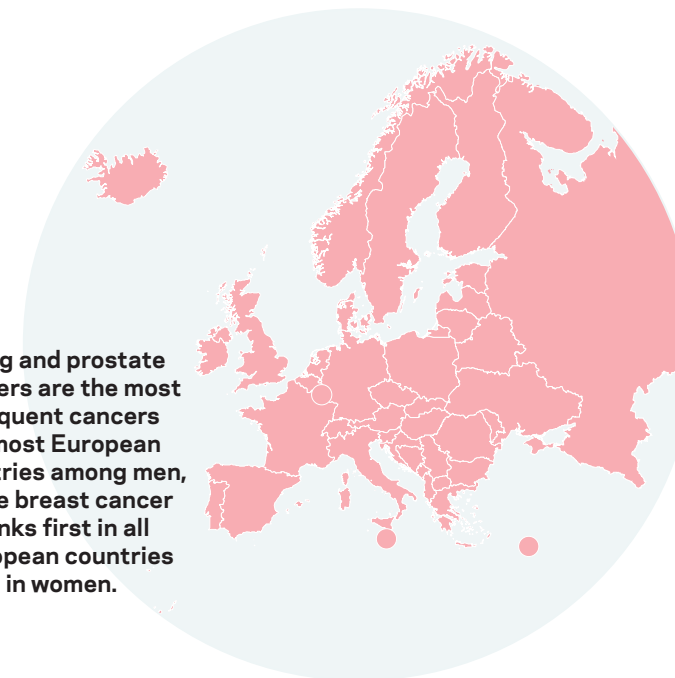 g and prostate
ers are the most
quent cancers
nost European
tries among men,
e breast cancer
nks first in all
opean countries
in women.